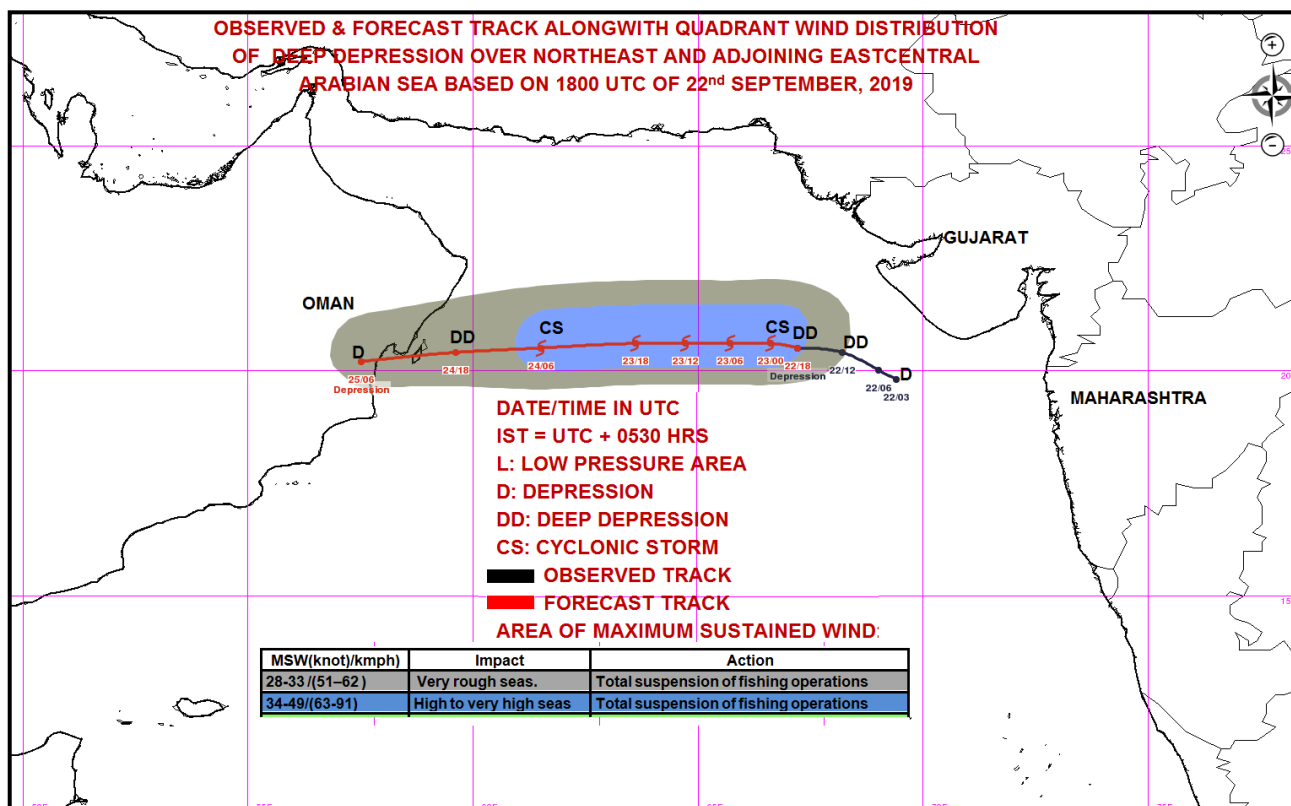 OBSERVED & FORECAST TRACK ALONGWITH QUADRANT WIND DISTRIBUTION
OF DEEP DEPRESSION OVER NORTHEAST AND ADJOINING EASTCENTRAL
ARABIAN SEA BASED ON 1800 UTC OF 22nd SEPTEMBER, 2019
GUJARAT
OMAN
MAHARASHTRA
D
DD
CS
CS
DD
DD
D
25/06
Depression
24/18
24/06
23/18
23/12
23/06
23/00
22/18
Depression
22/12
22/06
22/03
DATE/TIME IN UTC
IST = UTC + 0530 HRS
L: LOW PRESSURE AREA
D: DEPRESSION
DD: DEEP DEPRESSION
CS: CYCLONIC STORM
OBSERVED TRACK
FORECAST TRACK
AREA OF MAXIMUM SUSTAINED WIND:
MSW(knot)/kmph) Impact Action
28-33 /(51–62 ) Very rough seas. Total suspension of fishing operations
34-49/(63-91) High to very high seas Total suspension of fishing operations